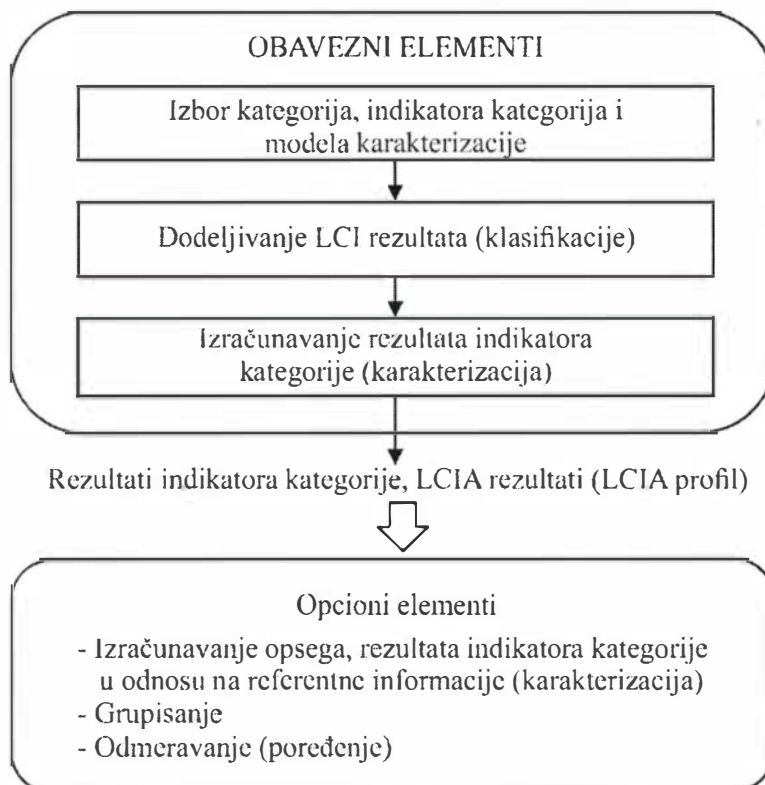 OBAVEZNI ELEMENTI
Izbor kategorija, indikatora kategorija i
modela karakterizacije
Dodeljivanje LCI rezultata (klasifikacije)
Izračunavanje rezultata indikatora
kategorije (karakterizacija)
Rezultati indikatora kategorije, LCIA rezultati (LCIA profil)
Opcioni elementi
- Izračunavanje opsega, rezultata indikatora kategorije
u odnosu na referentne informacije (karakterizacija)
- Grupisanje
- Odmeravanje (poređenje)